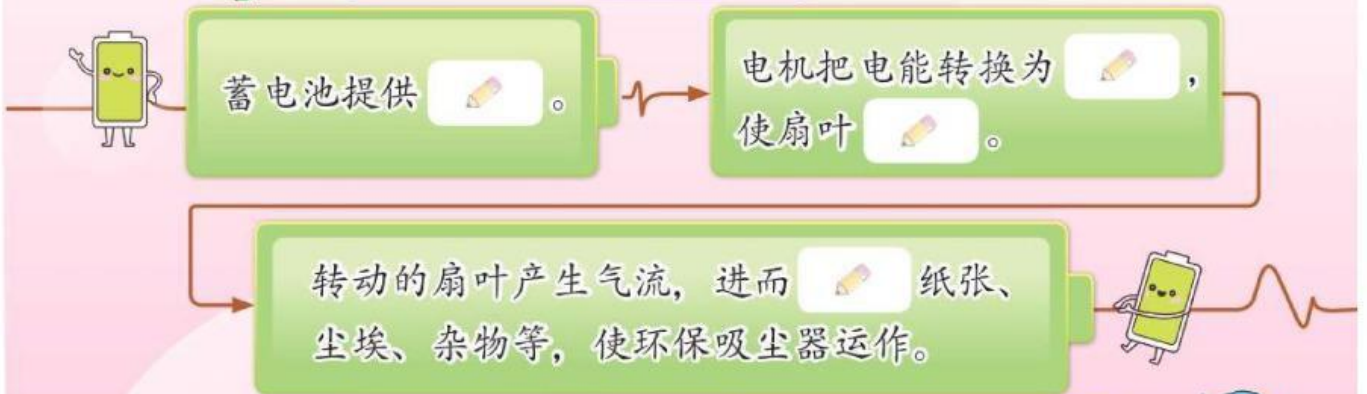 蓄电池提供 。
电机把电能转换为 ，
使扇叶 。
转动的扇叶产生气流，进而 纸张、
尘埃、杂物等，使环保吸尘器运作。